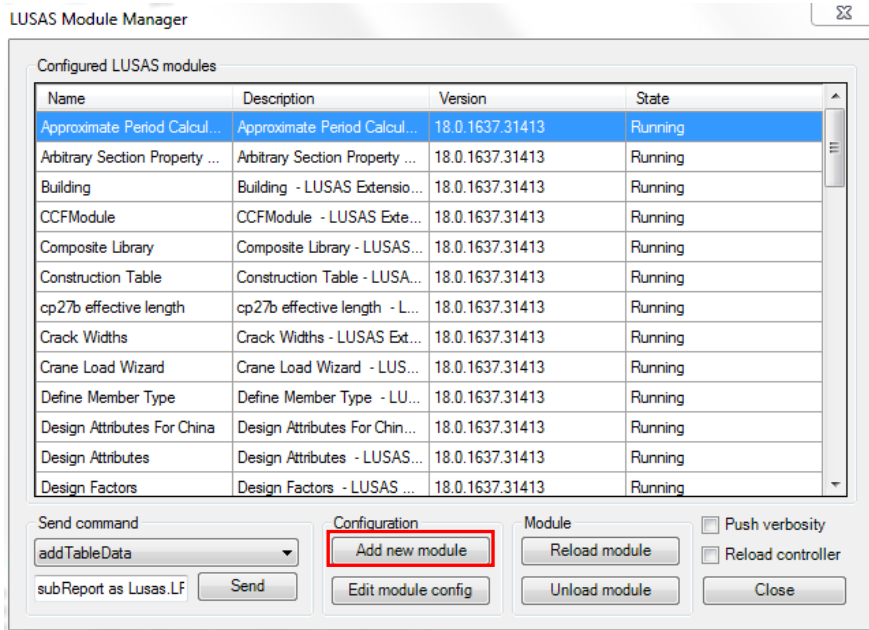 LUSAS Module Manager
Configured LUSAS modules
Name Description Version State
Approximate Period Calcul... Approximate Period Calcul... 18.0.1637.31413 Running
Arbitrary Section Property ... Arbitrary Section Property ... 18.0.1637.31413 Running
Building Building - LUSAS Extensio... 18.0.1637.31413 Running
CCFModule CCFModule - LUSAS Exte... 18.0.1637.31413 Running
Composite Library Composite Library - LUSAS... 18.0.1637.31413 Running
Construction Table Construction Table - LUSA... 18.0.1637.31413 Running
cp27b effective length cp27b effective length - L... 18.0.1637.31413 Running
Crack Widths Crack Widths - LUSAS Ext... 18.0.1637.31413 Running
Crane Load Wizard Crane Load Wizard - LUS... 18.0.1637.31413 Running
Define Member Type Define Member Type - LU... 18.0.1637.31413 Running
Design Attributes For China Design Attributes For Chin... 18.0.1637.31413 Running
Design Attributes Design Attributes - LUSAS... 18.0.1637.31413 Running
Design Factors Design Factors - LUSAS ... 18.0.1637.31413 Running
Send command Configuration Module Push verbosity
addTableData Add new module Reload module Reload controller
subReport as Lusas.LF Send Edit module config Unload module Close